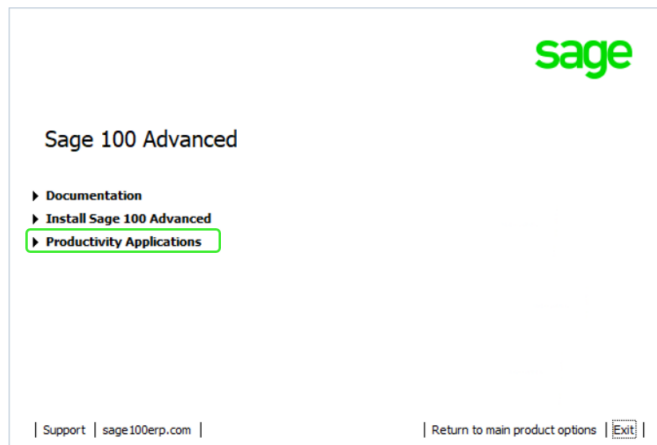 sage
Sage 100 Advanced
Documentation
Install Sage 100 Advanced
Productivity Applications
| Support | sage100erp.com | | Return to main product options | Exit |